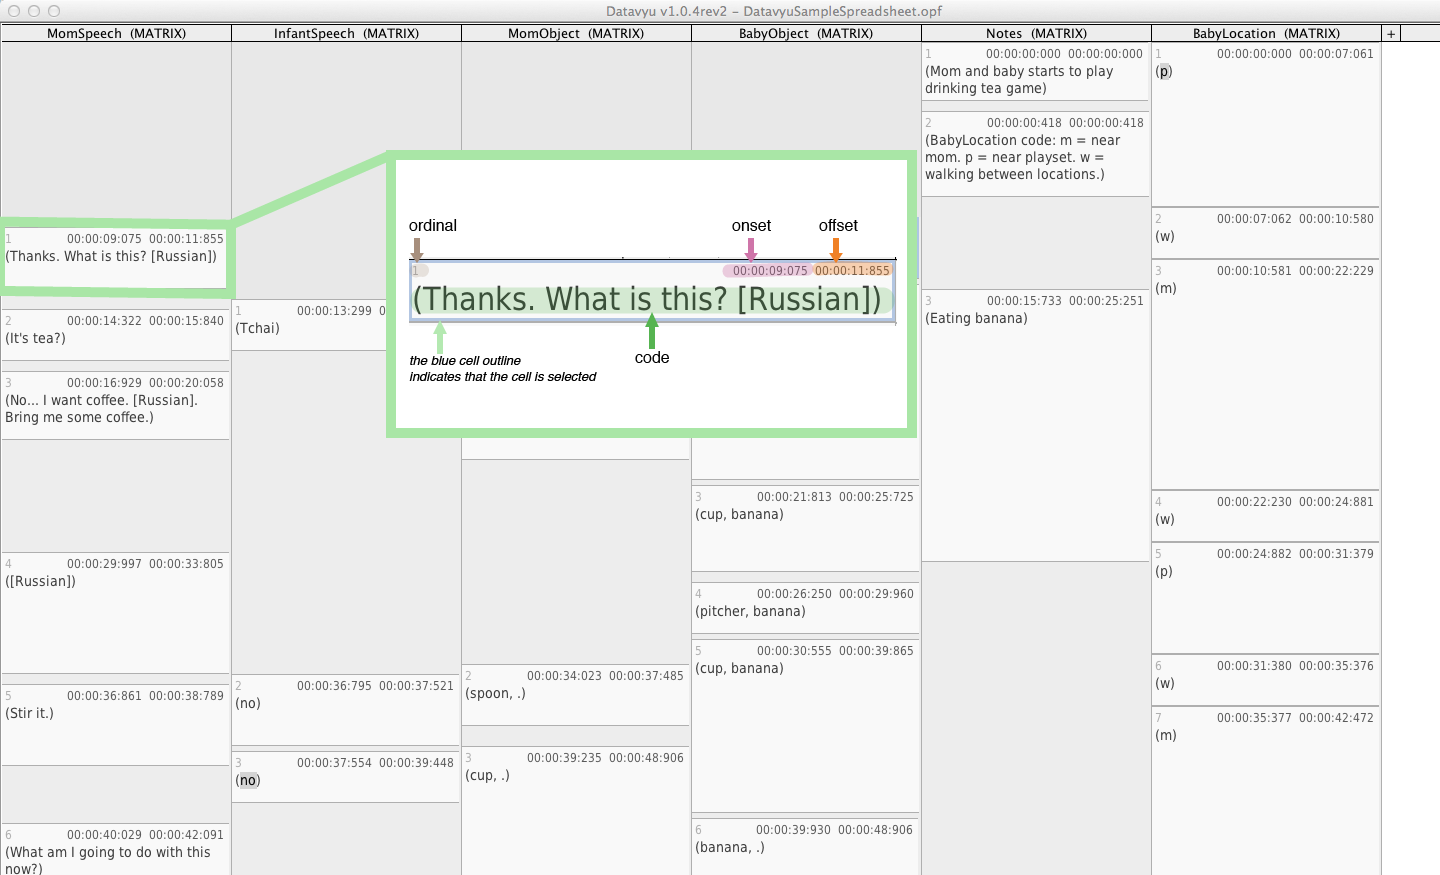 Datavyu v1.0.4rev2 – DatavyuSampleSpreadsheet.opf
MomSpeech (MATRIX)
InfantSpeech (MATRIX)
MomObject (MATRIX)
BabyObject (MATRIX)
Notes (MATRIX)
BabyLocation (MATRIX)
+
1 00:00:09:075 00:00:11:855
(Thanks. What is this? [Russian])
2 00:00:14:322 00:00:15:840
(It's tea?)
3 00:00:16:929 00:00:20:058
(No... I want coffee. [Russian].
Bring me some coffee.)
4 00:00:29:997 00:00:33:805
([Russian])
5 00:00:36:861 00:00:38:789
(Stir it.)
6 00:00:40:029 00:00:42:091
(What am I going to do with this
now?)
1 00:00:13:299 0
(Tchai)
2 00:00:36:795 00:00:37:521
(no)
3 00:00:37:554 00:00:39:448
(no)
ordinal
onset
offset
1 00:00:09:075 00:00:11:855
(Thanks. What is this? [Russian])
the blue cell outline
indicates that the cell is selected
code
2 00:00:34:023 00:00:37:485
(spoon, .)
3 00:00:39:235 00:00:48:906
(cup, .)
3 00:00:21:813 00:00:25:725
(cup, banana)
4 00:00:26:250 00:00:29:960
(pitcher, banana)
5 00:00:30:555 00:00:39:865
(cup, banana)
6 00:00:39:930 00:00:48:906
(banana, .)
1 00:00:00:000 00:00:00:000
(Mom and baby starts to play
drinking tea game)
2 00:00:00:418 00:00:00:418
(BabyLocation code: m = near
mom. p = near playset. w =
walking between locations.)
3 00:00:15:733 00:00:25:251
(Eating banana)
1 00:00:00:000 00:00:07:061
(p)
2 00:00:07:062 00:00:10:580
(w)
3 00:00:10:581 00:00:22:229
(m)
4 00:00:22:230 00:00:24:881
(w)
5 00:00:24:882 00:00:31:379
(p)
6 00:00:31:380 00:00:35:376
(w)
7 00:00:35:377 00:00:42:472
(m)